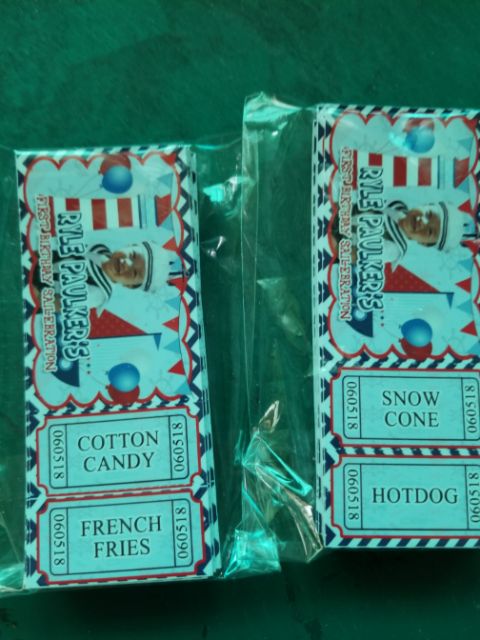 RYLE PAULKER'S
FIRST BIRTHDAY SAIL-EBRATION
060518
COTTON
CANDY
060518
060518
FRENCH
FRIES
060518
RYLE PAULKER'S
FIRST BIRTHDAY SAIL-EBRATION
060518
SNOW
CONE
060518
060518
HOTDOG
060518